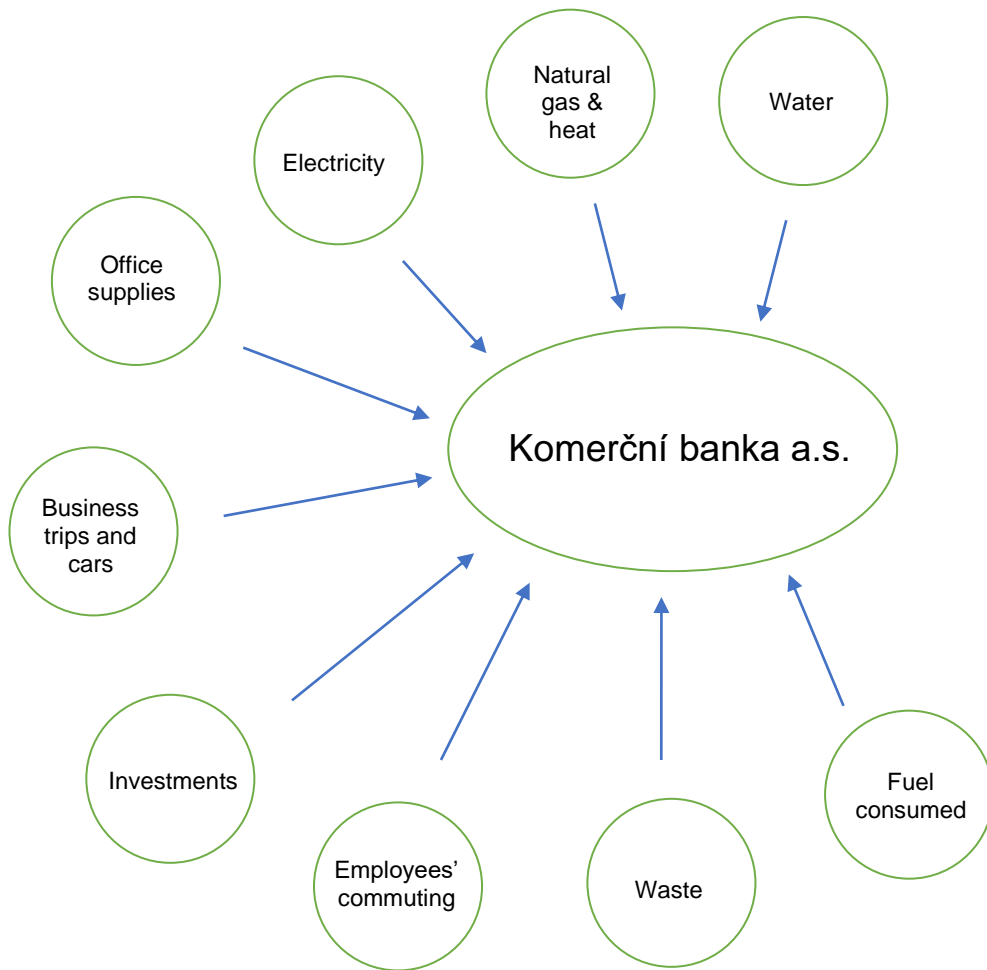 Natural
gas &
heat
Water
Electricity
Office
supplies
Komerční banka a.s.
Business
trips and
cars
Investments
Fuel
consumed
Employees’
commuting
Waste